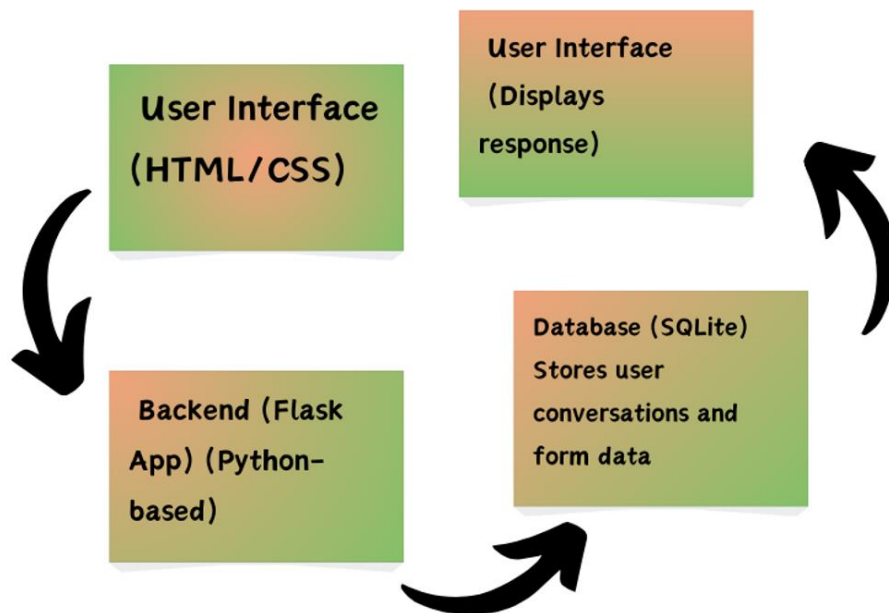 User Interface
(HTML/CSS)
Backend (Flask
App) (Python-
based)
Database (SQLite)
Stores user
conversations and
form data
User Interface
(Displays
response)